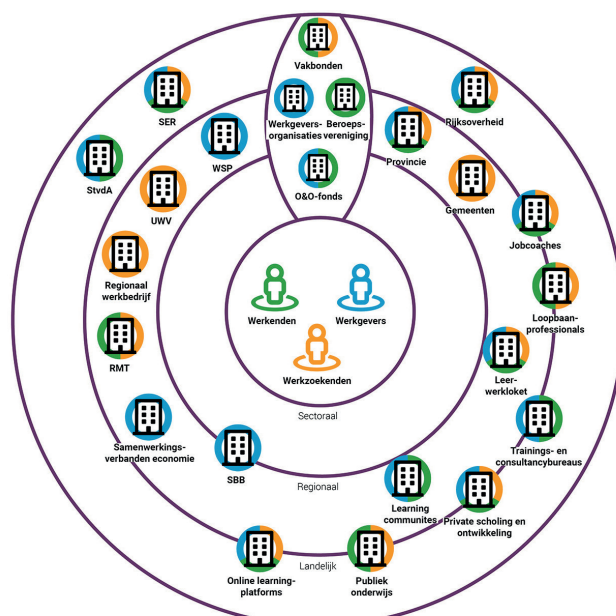 Vakbonden
SER
Rijksoverheid
Werkgevers-
organisaties
Beroeps-
vereniging
WSP
Provincie
StvdA
O&O-fonds
UWV
Gemeenten
Jobcoaches
Regionaal
werkbedrijf
Werkenden
Werkgevers
Loopbaan-
professionals
RMT
Werkzoekenden
Leer-
werkloket
Sectoraal
Samenwerkings-
verbanden economie
Trainings- en
consultancybureaus
SBB
Regionaal
Learning
communites
Private scholing en
ontwikkeling
Landelijk
Online learning-
platforms
Publiek
onderwijs